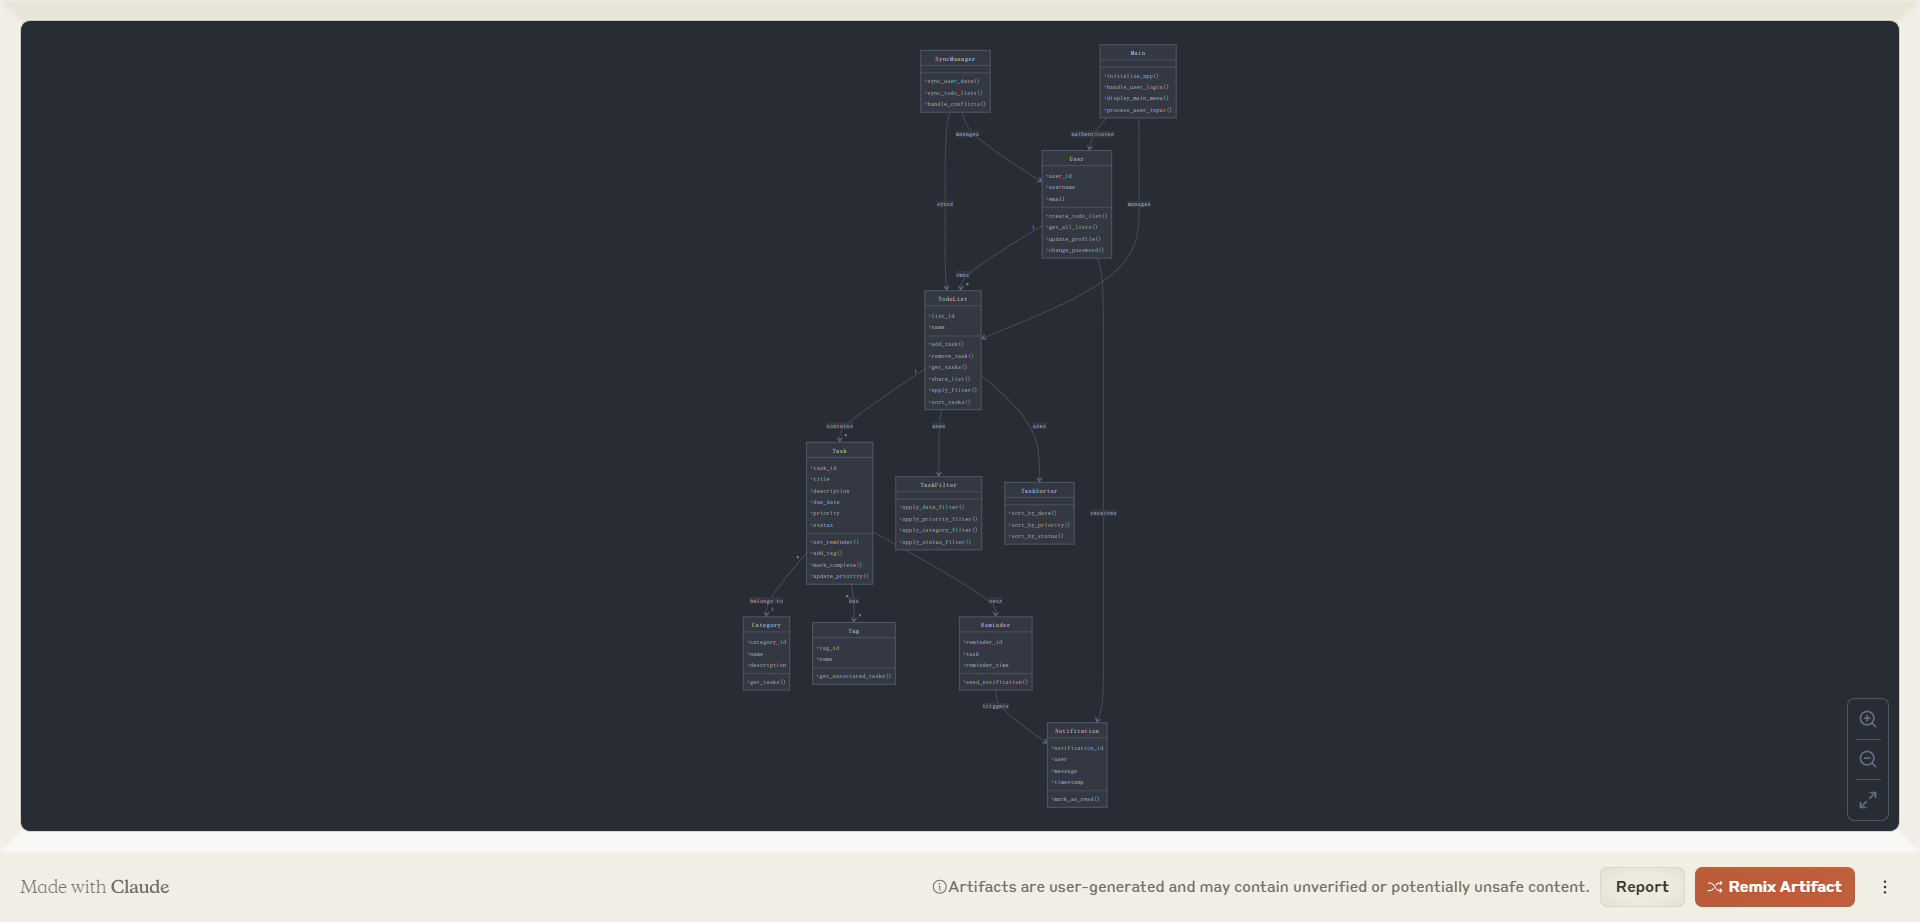 SyncManager
+sync_user_data()
+sync_todo_lists()
+handle_conflicts()
Main
+initialize_app()
+handle_user_login()
+display_main_menu()
+process_user_input()
manages
authenticates
User
+user_id
+username
+email
+create_todo_list()
+get_all_lists()
+update_profile()
+change_password()
syncs
manages
1
owns
*
TodoList
+list_id
+name
+add_task()
+remove_task()
+get_tasks()
+share_list()
+apply_filter()
+sort_tasks()
1
contains
*
uses
uses
Task
+task_id
+title
+description
+due_date
+priority
+status
+set_reminder()
+add_tag()
+mark_complete()
+update_priority()
TaskFilter
+apply_date_filter()
+apply_priority_filter()
+apply_category_filter()
+apply_status_filter()
TaskSorter
+sort_by_date()
+sort_by_priority()
+sort_by_status()
receives
*
belongs to
1
*
has
*
sets
Category
+category_id
+name
+description
+get_tasks()
Tag
+tag_id
+name
+get_associated_tasks()
Reminder
+reminder_id
+task
+reminder_time
+send_notification()
triggers
Notification
+notification_id
+user
+message
+timestamp
+mark_as_read()
Made with Claude
Artifacts are user-generated and may contain unverified or potentially unsafe content.
Report
Remix Artifact